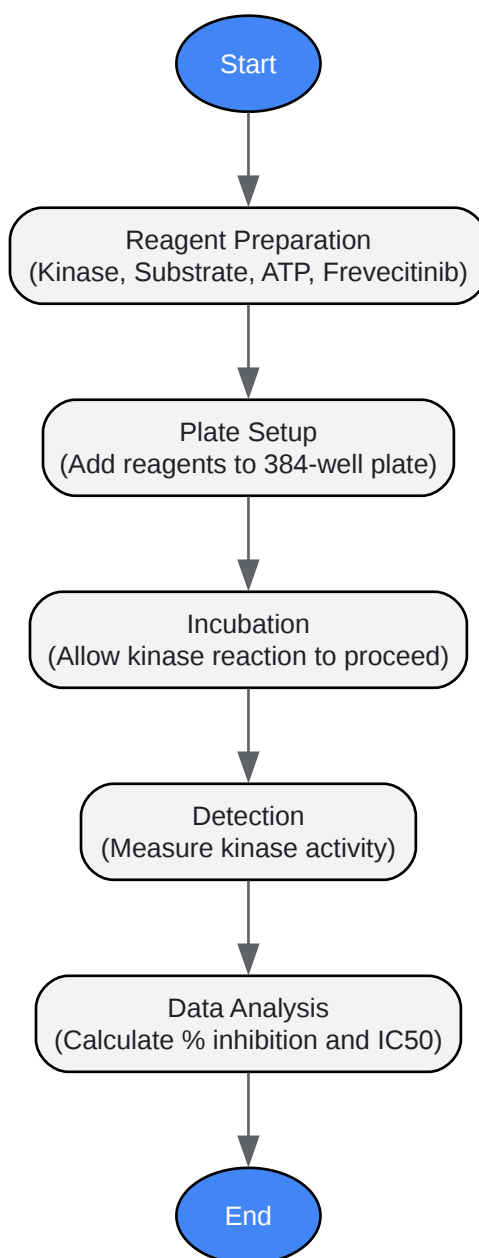 Start
Reagent Preparation
(Kinase, Substrate, ATP, Frevecitinib)
Plate Setup
(Add reagents to 384-well plate)
Incubation
(Allow kinase reaction to proceed)
Detection
(Measure kinase activity)
Data Analysis
(Calculate % inhibition and IC50)
End